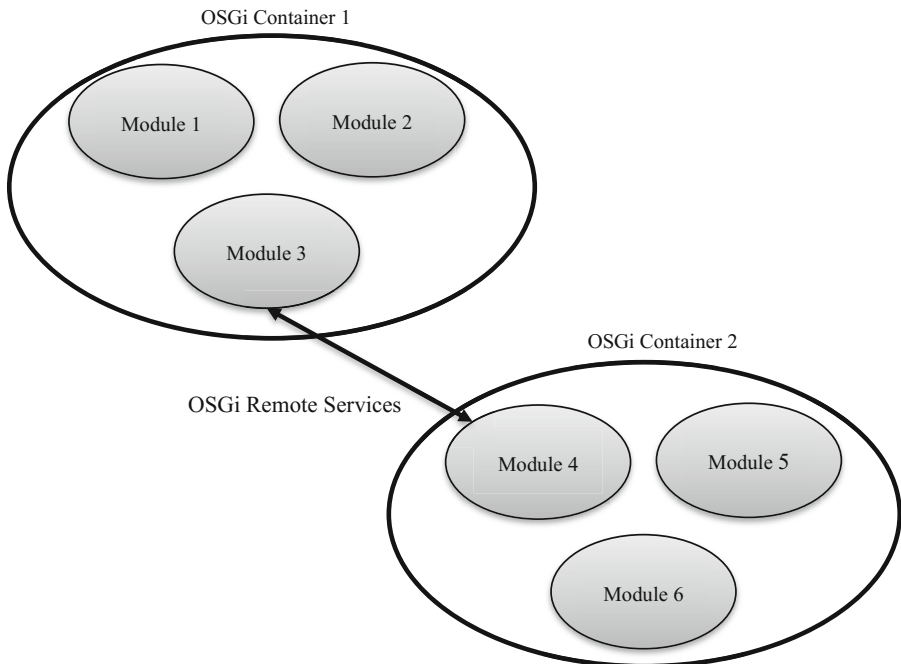 OSGi Container 1
Module 1
Module 2
Module 3
OSGi Container 2
OSGi Remote Services
Module 4
Module 5
Module 6